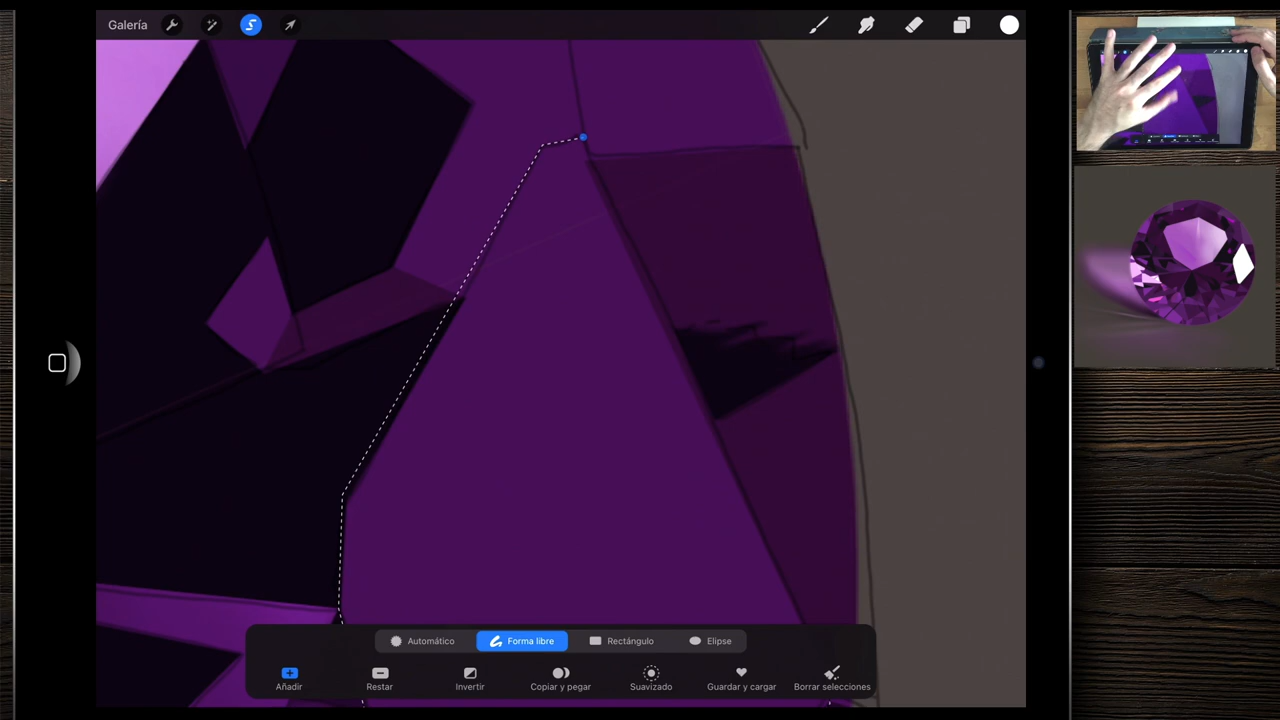 Galería
Automático Forma libre Rectángulo Elipse
Añadir Restar Invertir Copiar y pegar Suavizado Guardar y cargar Borrar selecciones